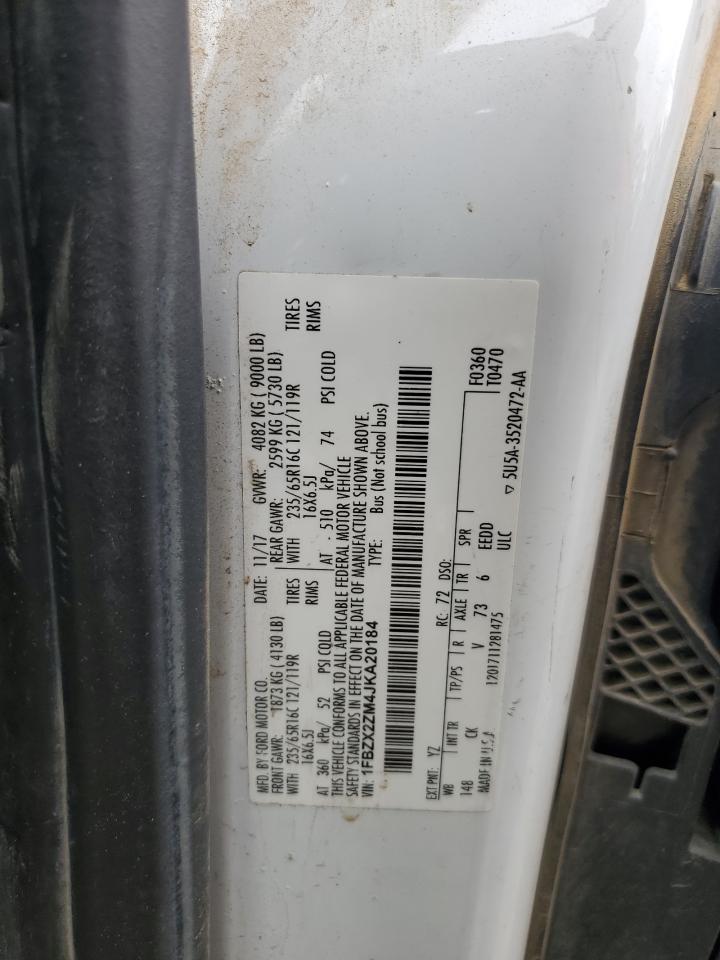 MFD. BY FORD MOTOR CO. DATE: 11/17 GVWR: 4082 KG ( 9000 LB)
FRONT GAWR: 1873 KG ( 4130 LB) REAR GAWR: 2599 KG ( 5730 LB)
WITH 235/65R16C 121/119R TIRES WITH 235/65R16C 121/119R TIRES
16X6.5J RIMS 16X6.5J RIMS
AT 360 kPa/ 52 PSI COLD AT 510 kPa/ 74 PSI COLD
THIS VEHICLE CONFORMS TO ALL APPLICABLE FEDERAL MOTOR VEHICLE
SAFETY STANDARDS IN EFFECT ON THE DATE OF MANUFACTURE SHOWN ABOVE.
VIN: 1FBZX2ZM4JKA20184 TYPE: Bus (Not school bus)
EXT PNT: YZ RC: 72 DSO: F0360
WB INT TR TP/PS R AXLE TR SPR T0470
148 CK V 73 6 EEDD
MADE IN U.S.A. 1201711281475 ULC ▽ 5U5A-3520472-AA